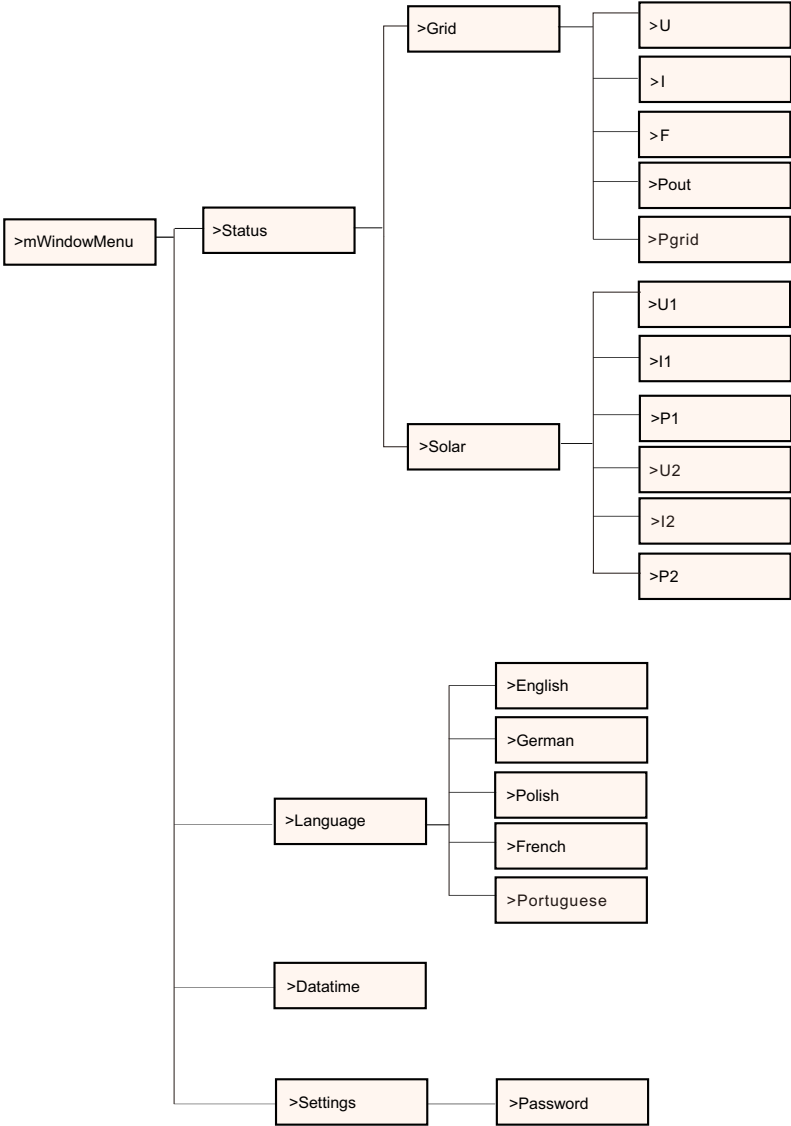 >mWindowMenu
>Status
>Grid
>U
>I
>F
>Pout
>Pgrid
>Solar
>U1
>I1
>P1
>U2
>I2
>P2
>Language
>English
>German
>Polish
>French
>Portuguese
>Datatime
>Settings
>Password